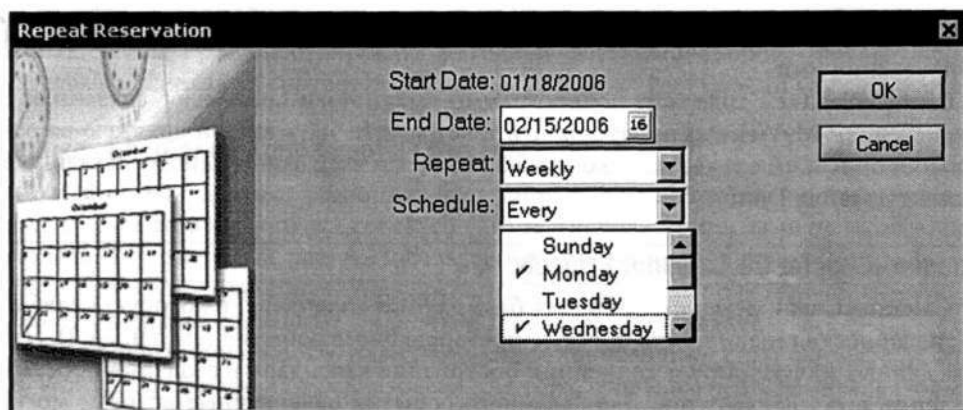 Repeat Reservation
Start Date: 01/18/2006
OK
End Date: 02/15/2006 16
Cancel
Repeat: Weekly
Schedule: Every
Sunday
✓ Monday
Tuesday
✓ Wednesday